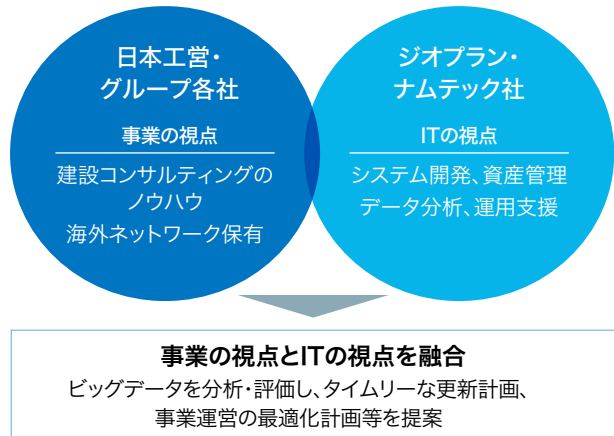 日本工営・
グループ各社
事業の視点
建設コンサルティングの
ノウハウ
海外ネットワーク保有
ジオプラン・
ナムテック社
ITの視点
システム開発、資産管理
データ分析、運用支援
事業の視点とITの視点を融合
ビッグデータを分析・評価し、タイムリーな更新計画、
事業運営の最適化計画等を提案